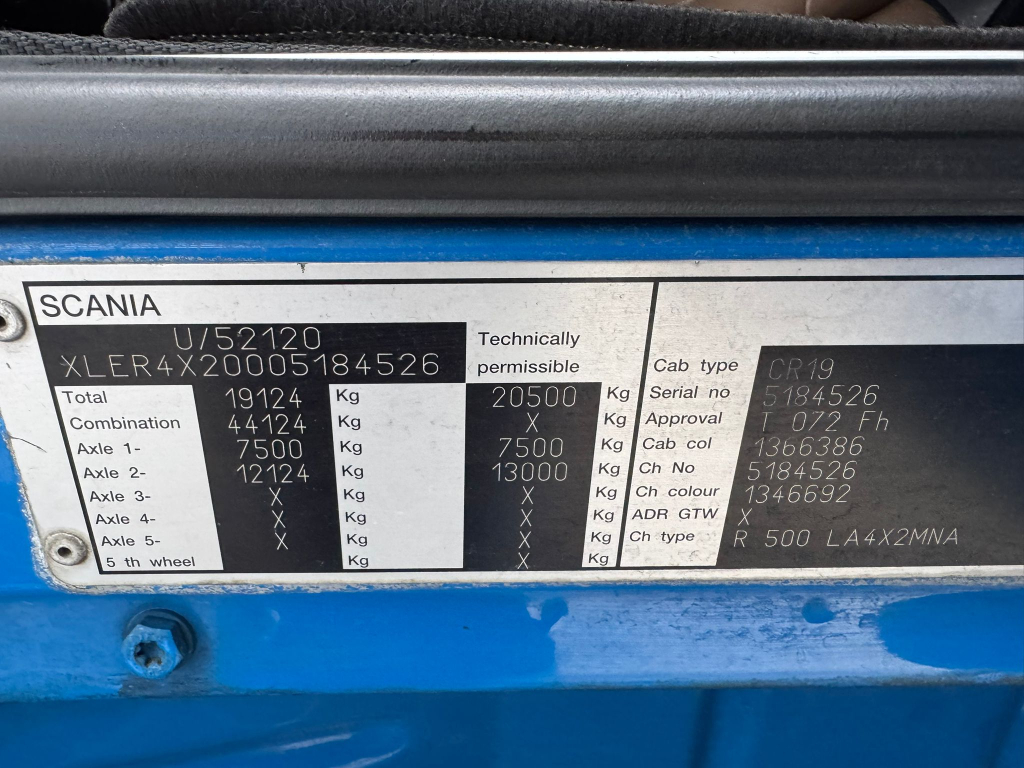 SCANIA
U/52120
XLER4X20005184526
Technically
permissible
Total 19124 Kg 20500 Kg
Combination 44124 Kg X Kg
Axle 1- 7500 Kg 7500 Kg
Axle 2- 12124 Kg 13000 Kg
Axle 3- X Kg X Kg
Axle 4- X Kg X Kg
Axle 5- X Kg X Kg
5 th wheel Kg X Kg
Cab type CR19
Serial no 5184526
Approval T 072 Fh
Cab col 1366386
Ch No 5184526
Ch colour 1346692
ADR GTW X
Ch type R 500 LA4X2MNA